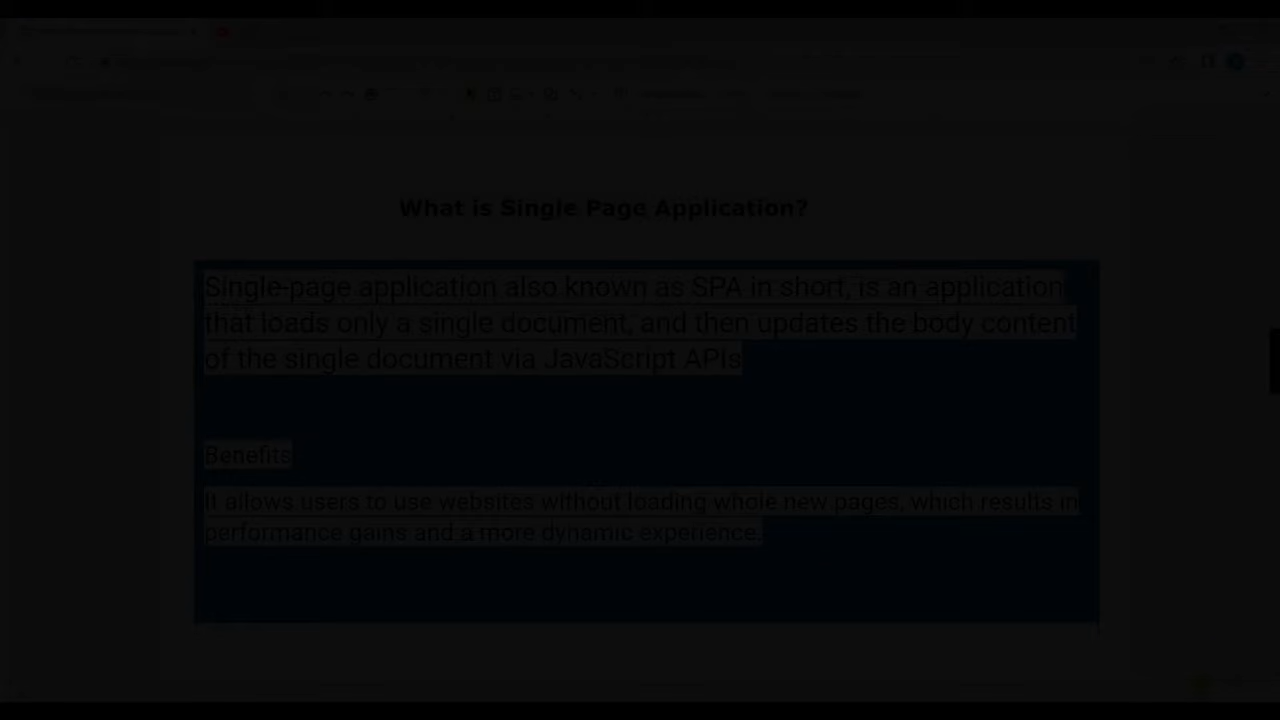 What is Single Page Application?
Single-page application also known as SPA in short, is an application
that loads only a single document, and then updates the body content
of the single document via JavaScript APIs
Benefits
It allows users to use websites without loading whole new pages, which results in
performance gains and a more dynamic experience.